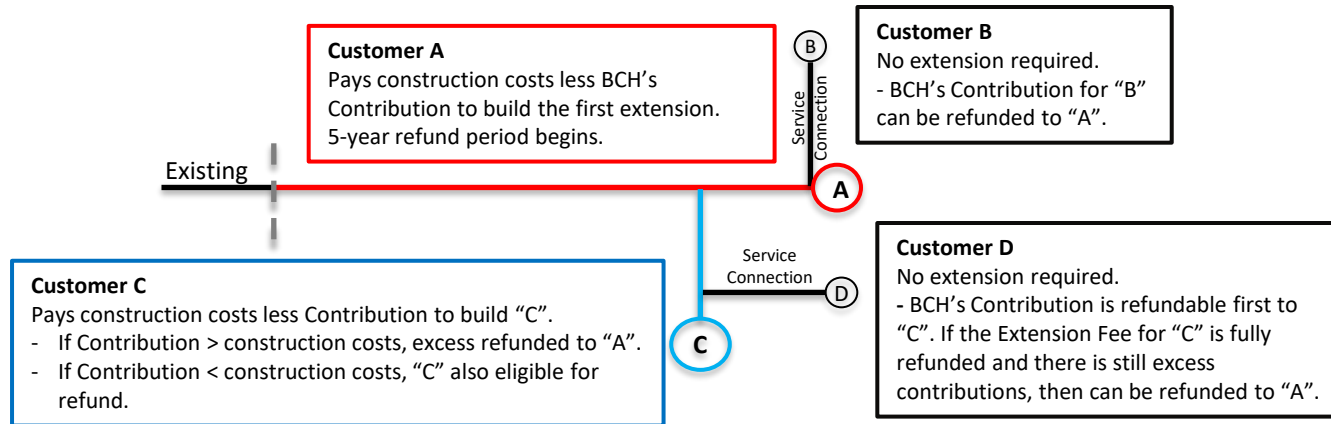 Customer A
Pays construction costs less BCH's
Contribution to build the first extension.
5-year refund period begins.
B
Service
Connection
Customer B
No extension required.
- BCH's Contribution for "B"
can be refunded to "A".
Existing
A
Customer C
Pays construction costs less Contribution to build "C".
- If Contribution > construction costs, excess refunded to "A".
- If Contribution < construction costs, "C" also eligible for
refund.
Service
Connection
D
C
Customer D
No extension required.
- BCH's Contribution is refundable first to
"C". If the Extension Fee for "C" is fully
refunded and there is still excess
contributions, then can be refunded to "A".